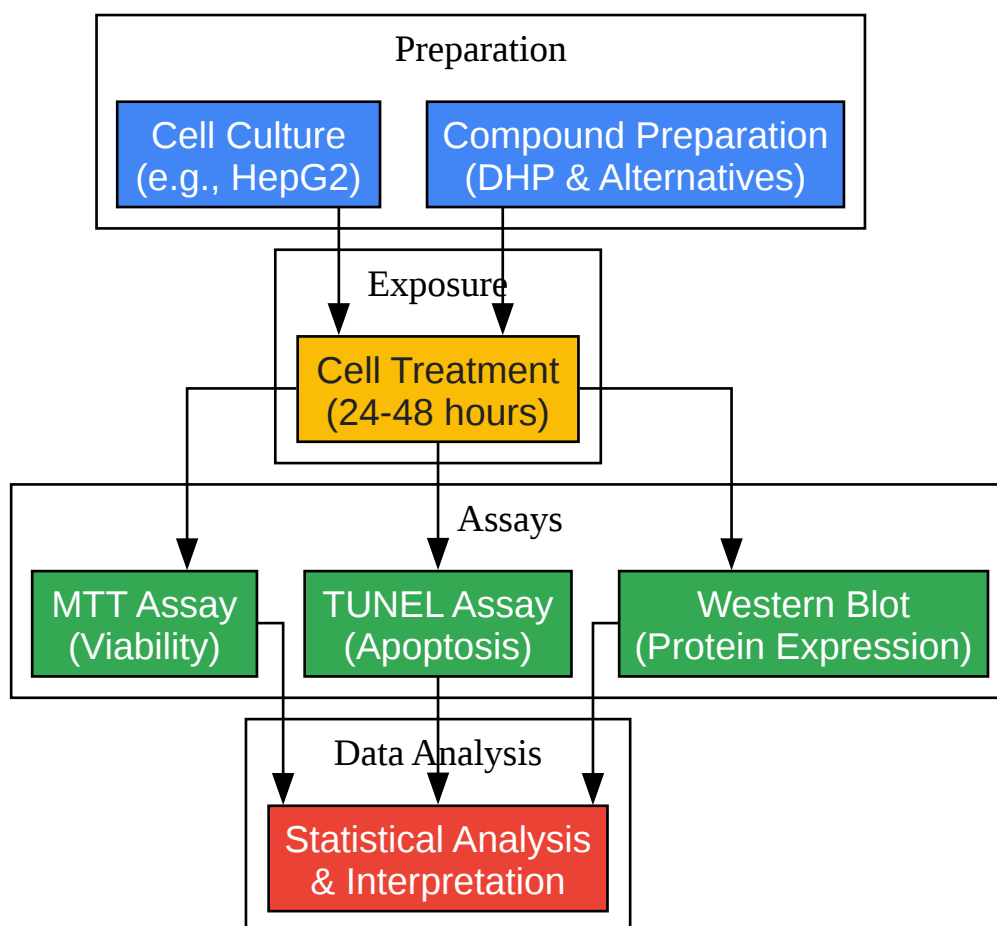 Preparation
Cell Culture
(e.g., HepG2)
Compound Preparation
(DHP & Alternatives)
Exposure
Cell Treatment
(24-48 hours)
Assays
MTT Assay
(Viability)
TUNEL Assay
(Apoptosis)
Western Blot
(Protein Expression)
Data Analysis
Statistical Analysis
& Interpretation